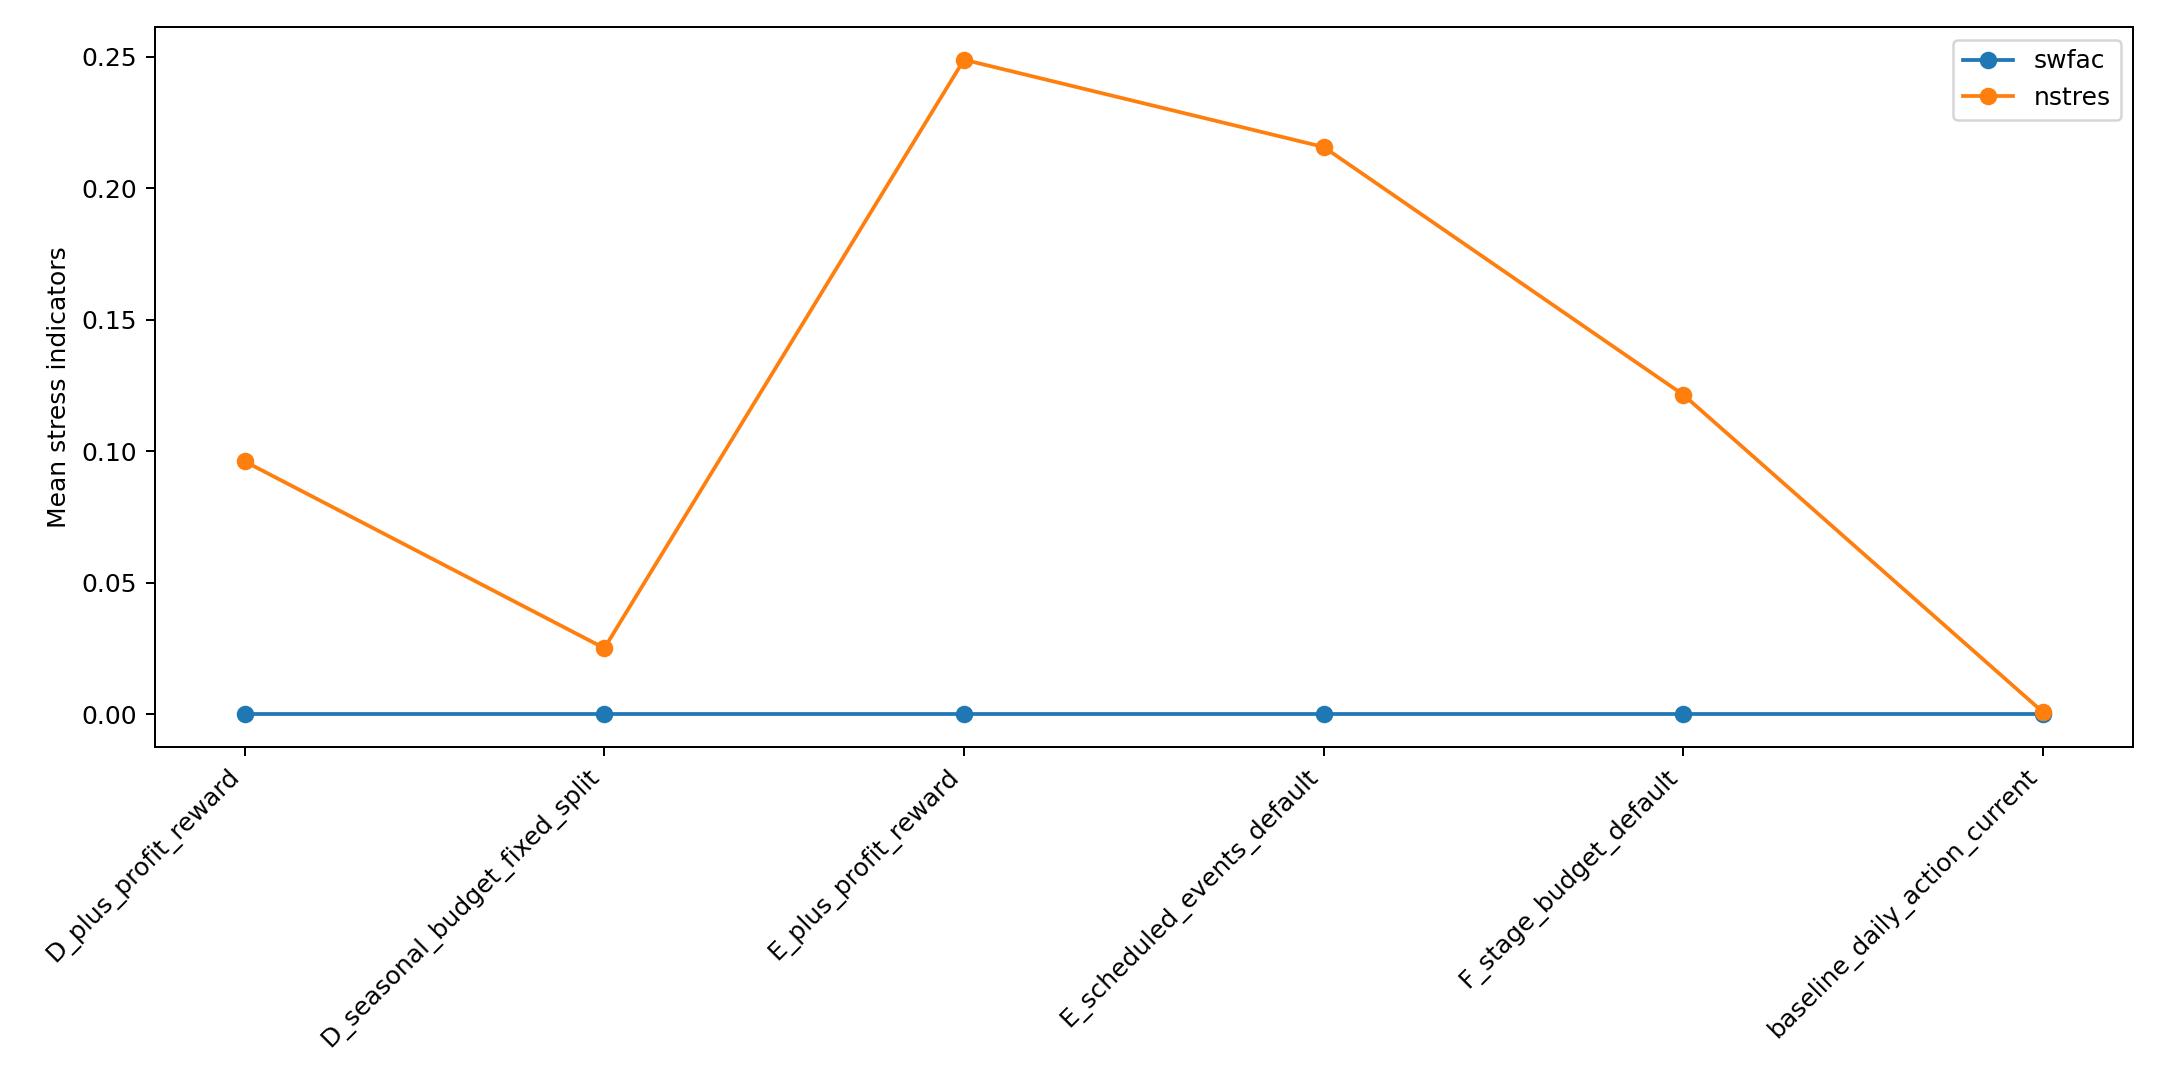 swfac
nstres
Mean stress indicators
0.25
0.20
0.15
0.10
0.05
0.00
D_plus_profit_reward
D_seasonal_budget_fixed_split
E_plus_profit_reward
E_scheduled_events_default
F_stage_budget_default
baseline_daily_action_current